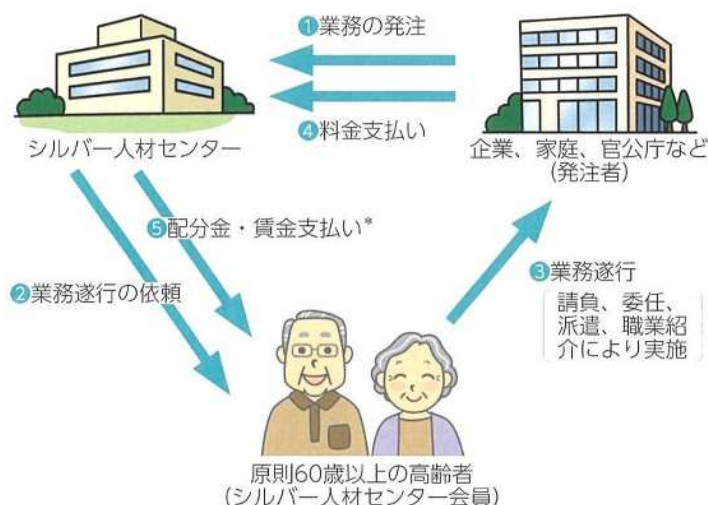 ❶業務の発注
❹料金支払い
シルバー人材センター
企業、家庭、官公庁など
(発注者)
❺配分金・賃金支払い*
❷業務遂行の依頼
❸業務遂行
請負、委任、
派遣、職業紹
介により実施
原則60歳以上の高齢者
(シルバー人材センター会員)